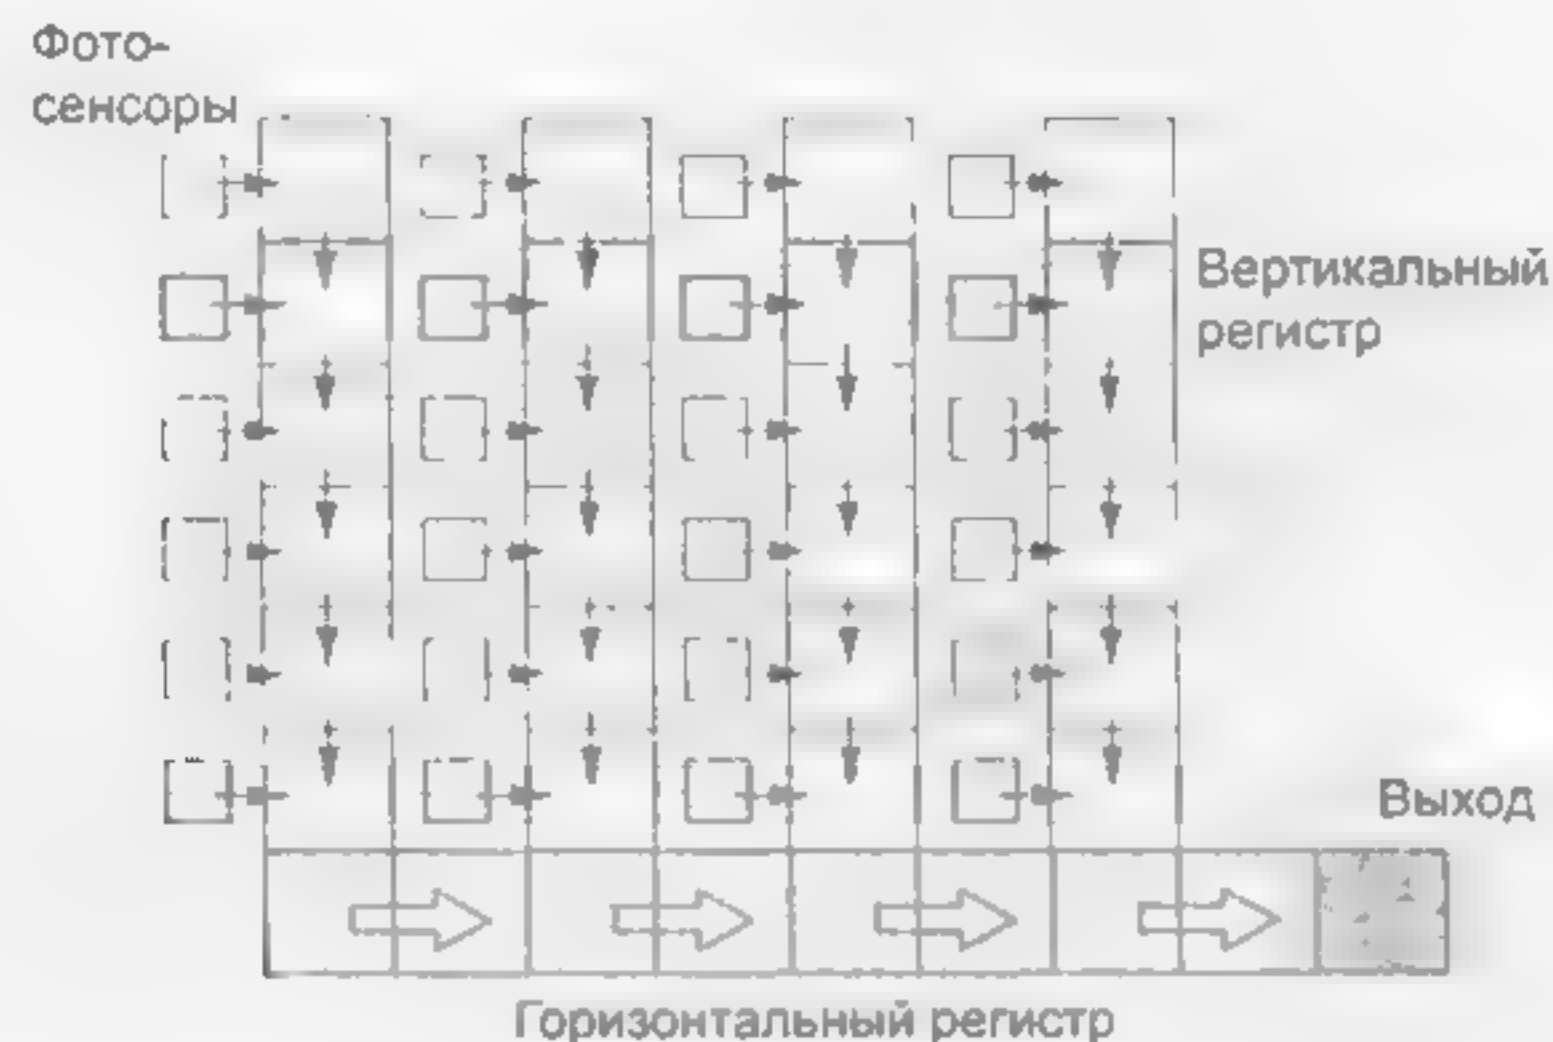 Фото-
сенсоры
Вертикальный
регистр
Выход
Горизонтальный регистр